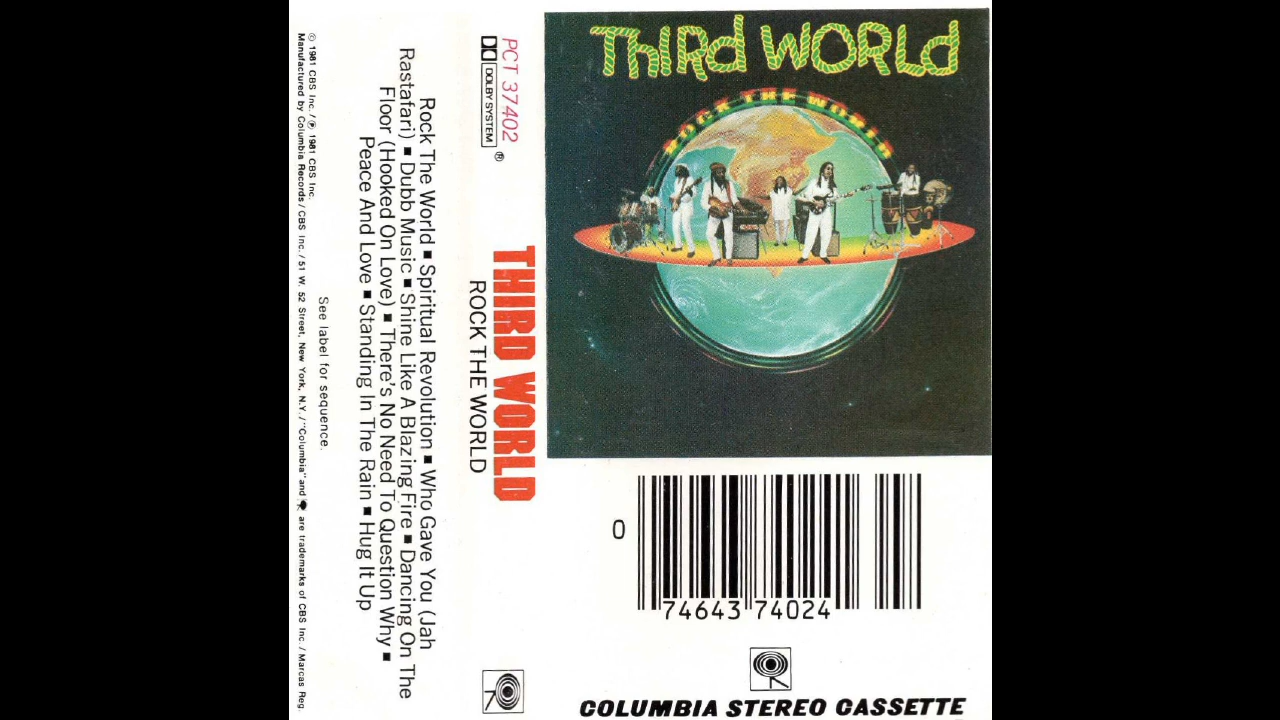 THIRD WORLD
ROCK THE WORLD
0
74643 74024
COLUMBIA STEREO CASSETTE
PCT 37402
DOLBY SYSTEM ®
THIRD WORLD
ROCK THE WORLD
Rock The World ■ Spiritual Revolution ■ Who Gave You (Jah
Rastafari) ■ Dubb Music ■ Shine Like A Blazing Fire ■ Dancing On The
Floor (Hooked On Love) ■ There's No Need To Question Why ■
Peace And Love ■ Standing In The Rain ■ Hug It Up
See label for sequence.
© 1981 CBS Inc. / ℗ 1981 CBS Inc.
Manufactured by Columbia Records / CBS Inc. / 51 W. 52 Street, New York, N.Y. / "Columbia" and are trademarks of CBS Inc. / Marcas Reg.